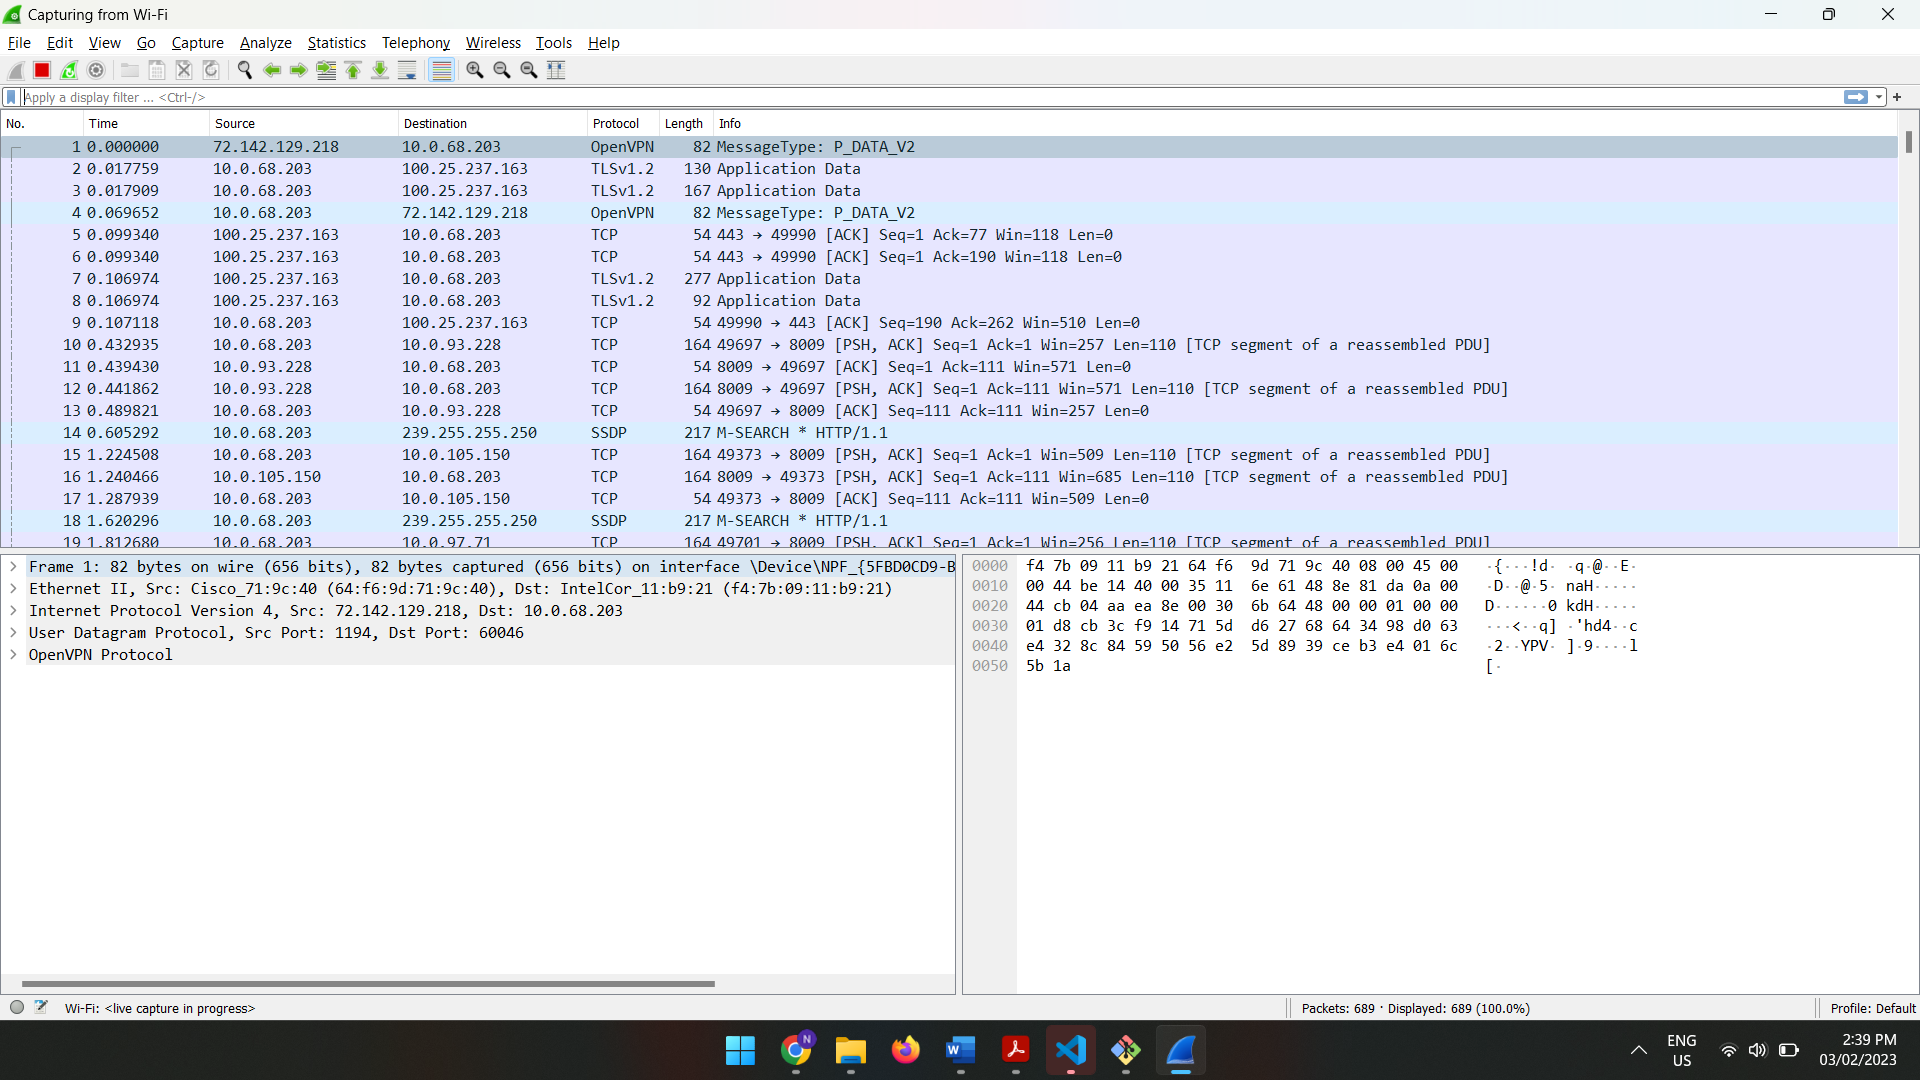 Capturing from Wi-Fi
File Edit View Go Capture Analyze Statistics Telephony Wireless Tools Help
Apply a display filter ... <Ctrl-/>
No. Time Source Destination Protocol Length Info
1 0.000000 72.142.129.218 10.0.68.203 OpenVPN 82 MessageType: P_DATA_V2
2 0.017759 10.0.68.203 100.25.237.163 TLSv1.2 130 Application Data
3 0.017909 10.0.68.203 100.25.237.163 TLSv1.2 167 Application Data
4 0.069652 10.0.68.203 72.142.129.218 OpenVPN 82 MessageType: P_DATA_V2
5 0.099340 100.25.237.163 10.0.68.203 TCP 54 443 → 49990 [ACK] Seq=1 Ack=77 Win=118 Len=0
6 0.099340 100.25.237.163 10.0.68.203 TCP 54 443 → 49990 [ACK] Seq=1 Ack=190 Win=118 Len=0
7 0.106974 100.25.237.163 10.0.68.203 TLSv1.2 277 Application Data
8 0.106974 100.25.237.163 10.0.68.203 TLSv1.2 92 Application Data
9 0.107118 10.0.68.203 100.25.237.163 TCP 54 49990 → 443 [ACK] Seq=190 Ack=262 Win=510 Len=0
10 0.432935 10.0.68.203 10.0.93.228 TCP 164 49697 → 8009 [PSH, ACK] Seq=1 Ack=1 Win=257 Len=110 [TCP segment of a reassembled PDU]
11 0.439430 10.0.93.228 10.0.68.203 TCP 54 8009 → 49697 [ACK] Seq=1 Ack=111 Win=571 Len=0
12 0.441862 10.0.93.228 10.0.68.203 TCP 164 8009 → 49697 [PSH, ACK] Seq=1 Ack=111 Win=571 Len=110 [TCP segment of a reassembled PDU]
13 0.489821 10.0.68.203 10.0.93.228 TCP 54 49697 → 8009 [ACK] Seq=111 Ack=111 Win=257 Len=0
14 0.605292 10.0.68.203 239.255.255.250 SSDP 217 M-SEARCH * HTTP/1.1
15 1.224508 10.0.68.203 10.0.105.150 TCP 164 49373 → 8009 [PSH, ACK] Seq=1 Ack=1 Win=509 Len=110 [TCP segment of a reassembled PDU]
16 1.240466 10.0.105.150 10.0.68.203 TCP 164 8009 → 49373 [PSH, ACK] Seq=1 Ack=111 Win=685 Len=110 [TCP segment of a reassembled PDU]
17 1.287939 10.0.68.203 10.0.105.150 TCP 54 49373 → 8009 [ACK] Seq=111 Ack=111 Win=509 Len=0
18 1.620296 10.0.68.203 239.255.255.250 SSDP 217 M-SEARCH * HTTP/1.1
19 1.812680 10.0.68.203 10.0.97.71 TCP 164 49701 → 8009 [PSH, ACK] Seq=1 Ack=1 Win=256 Len=110 [TCP segment of a reassembled PDU]
Frame 1: 82 bytes on wire (656 bits), 82 bytes captured (656 bits) on interface \Device\NPF_{5FBD0CD9-B
Ethernet II, Src: Cisco_71:9c:40 (64:f6:9d:71:9c:40), Dst: IntelCor_11:b9:21 (f4:7b:09:11:b9:21)
Internet Protocol Version 4, Src: 72.142.129.218, Dst: 10.0.68.203
User Datagram Protocol, Src Port: 1194, Dst Port: 60046
OpenVPN Protocol
0000 f4 7b 09 11 b9 21 64 f6 9d 71 9c 40 08 00 45 00 ·{···!d· ·q·@··E·
0010 00 44 be 14 40 00 35 11 6e 61 48 8e 81 da 0a 00 ·D··@·5· naH·····
0020 44 cb 04 aa ea 8e 00 30 6b 64 48 00 00 01 00 00 D······0 kdH·····
0030 01 d8 cb 3c f9 14 71 5d d6 27 68 64 34 98 d0 63 ···<··q] ·'hd4··c
0040 e4 32 8c 84 59 50 56 e2 5d 89 39 ce b3 e4 01 6c ·2··YPV· ]·9····l
0050 5b 1a [·
Wi-Fi: <live capture in progress> Packets: 689 · Displayed: 689 (100.0%) Profile: Default
N
ENG
US
2:39 PM
03/02/2023